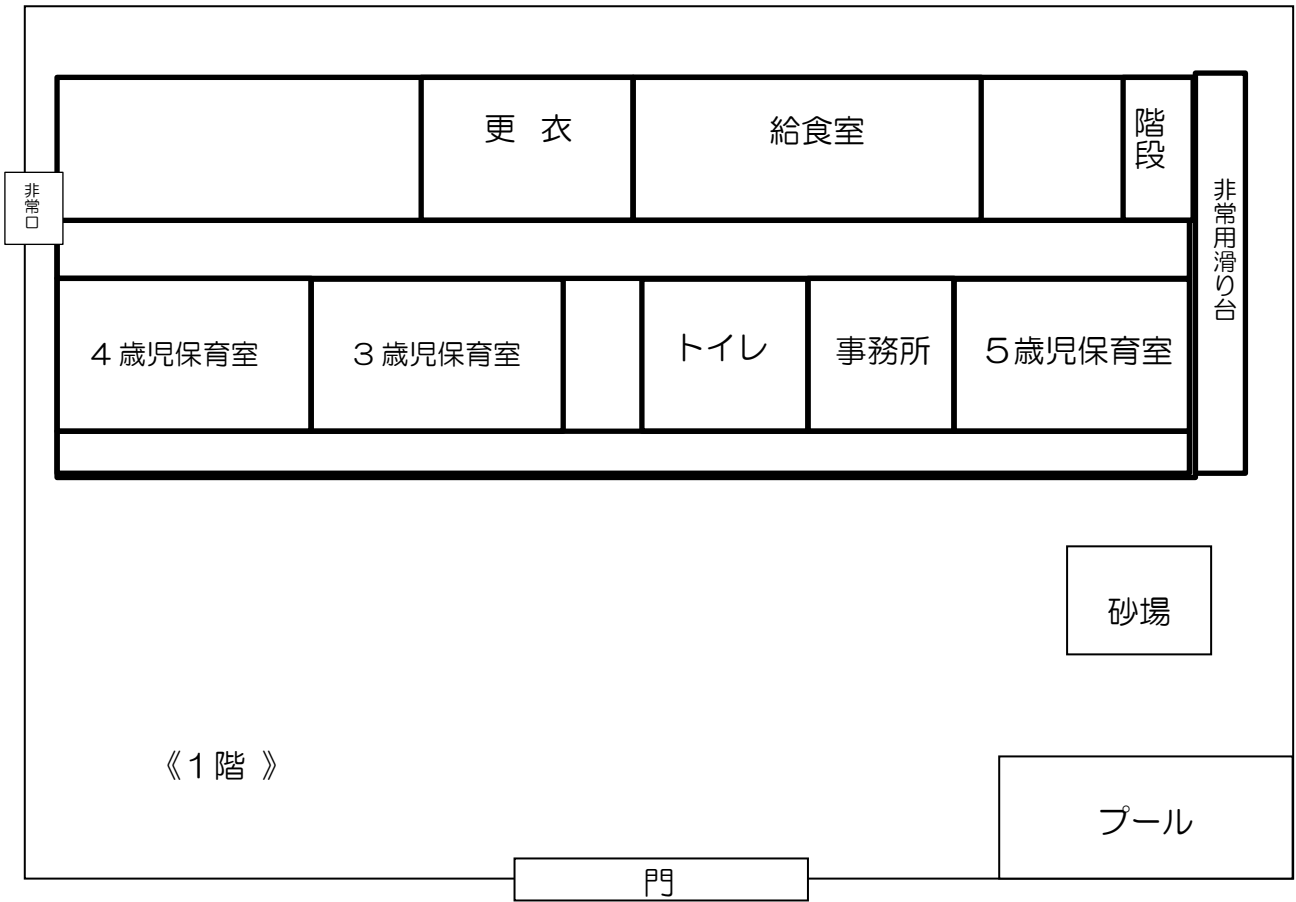 更 衣
給食室
階段
非常口
非常用滑り台
4歳児保育室
3歳児保育室
トイレ
事務所
5歳児保育室
砂場
《1階 》
プール
門